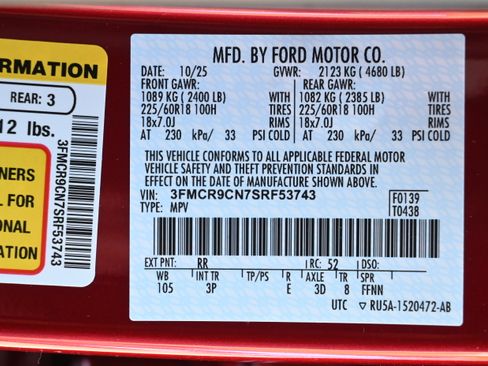 ORMATION
REAR: 3
12 lbs.
NERS
L FOR
ONAL
ATION
3FMCR9CN7SRF53743
MFD. BY FORD MOTOR CO.
DATE: 10/25 GVWR: 2123 KG ( 4680 LB)
FRONT GAWR: REAR GAWR:
1089 KG ( 2400 LB) WITH 1082 KG ( 2385 LB) WITH
225/60R18 100H TIRES 225/60R18 100H TIRES
18x7.0J RIMS 18x7.0J RIMS
AT 230 kPa/ 33 PSI COLD AT 230 kPa/ 33 PSI COLD
THIS VEHICLE CONFORMS TO ALL APPLICABLE FEDERAL MOTOR
VEHICLE SAFETY AND THEFT PREVENTION STANDARDS IN
EFFECT ON THE DATE OF MANUFACTURE SHOWN ABOVE.
VIN: 3FMCR9CN7SRF53743 F0139
TYPE: MPV T0438
EXT PNT: RR RC: 52 DSO:
WB INT TR TP/PS R AXLE TR SPR
105 3P E 3D 8 FFNN
UTC ▽ RU5A-1520472-AB